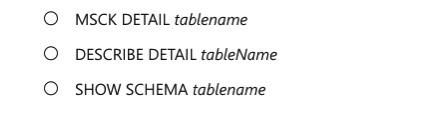 MSCK DETAIL tablename
DESCRIBE DETAIL tableName
SHOW SCHEMA tablename